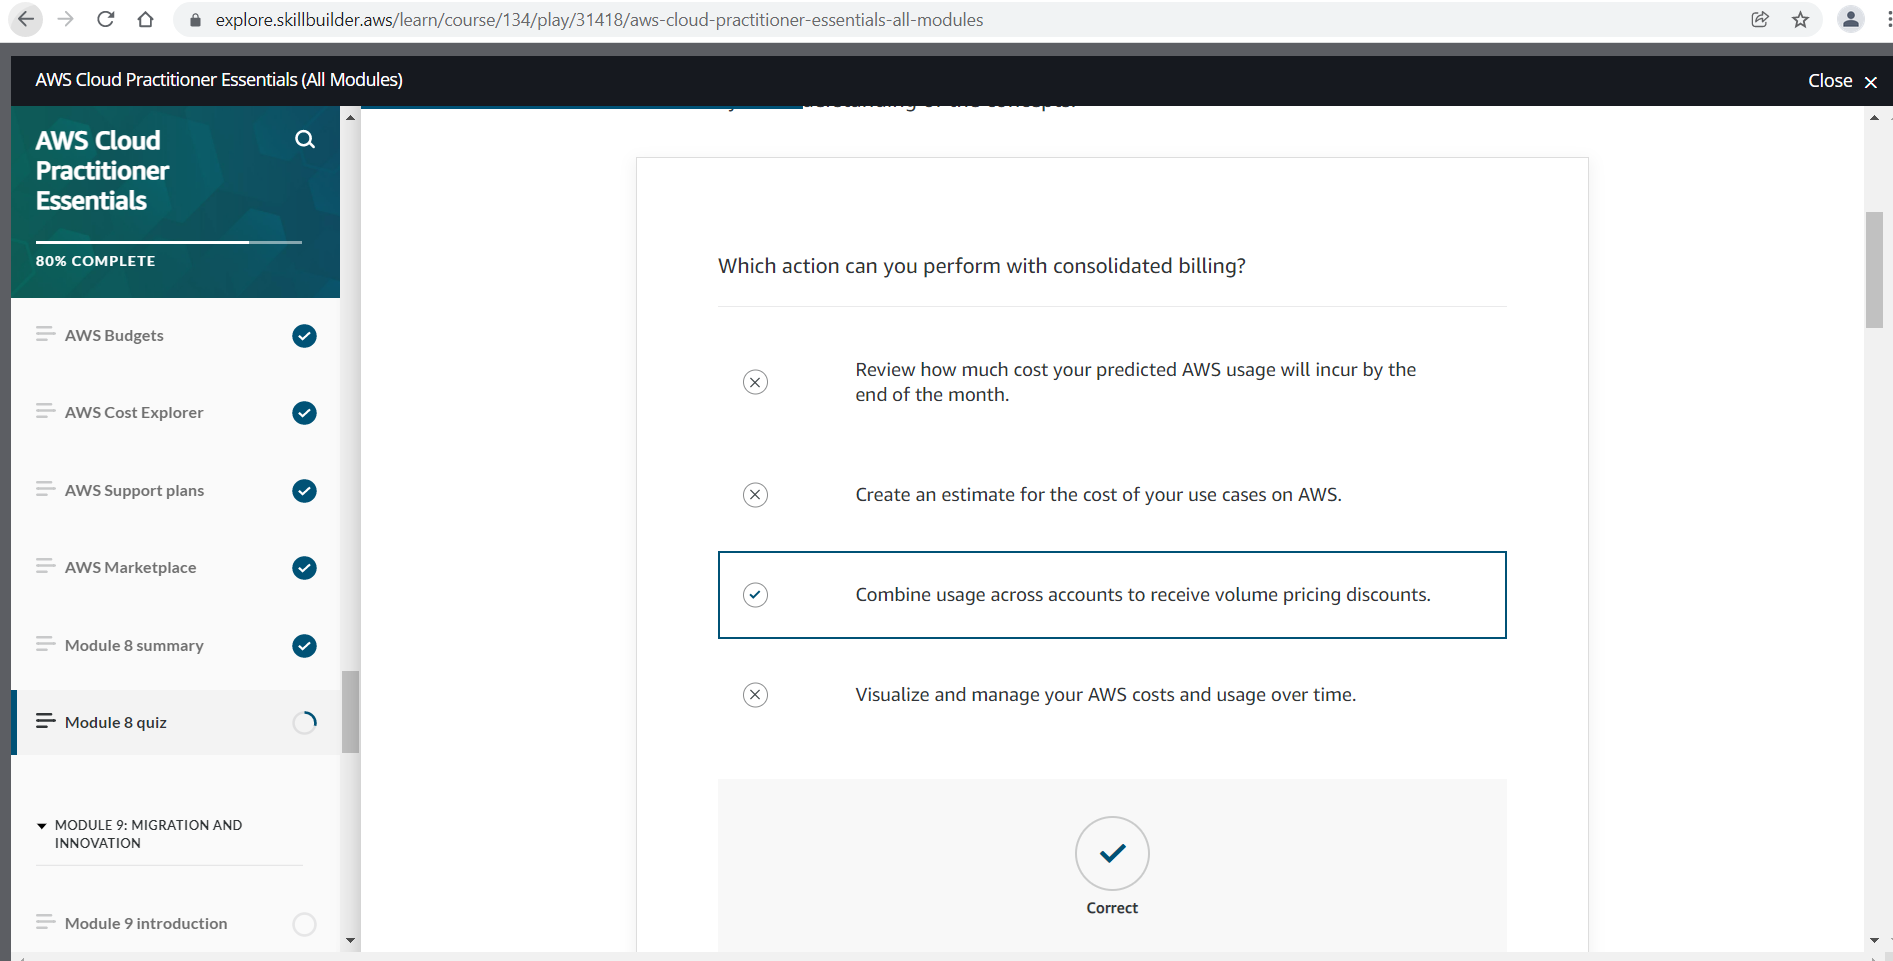 explore.skillbuilder.aws/learn/course/134/play/31418/aws-cloud-practitioner-essentials-all-modules
AWS Cloud Practitioner Essentials (All Modules)
Close
AWS Cloud
Practitioner
Essentials
80% COMPLETE
AWS Budgets
AWS Cost Explorer
AWS Support plans
AWS Marketplace
Module 8 summary
Module 8 quiz
MODULE 9: MIGRATION AND
INNOVATION
Module 9 introduction
of the concepts.
Which action can you perform with consolidated billing?
Review how much cost your predicted AWS usage will incur by the
end of the month.
Create an estimate for the cost of your use cases on AWS.
Combine usage across accounts to receive volume pricing discounts.
Visualize and manage your AWS costs and usage over time.
Correct